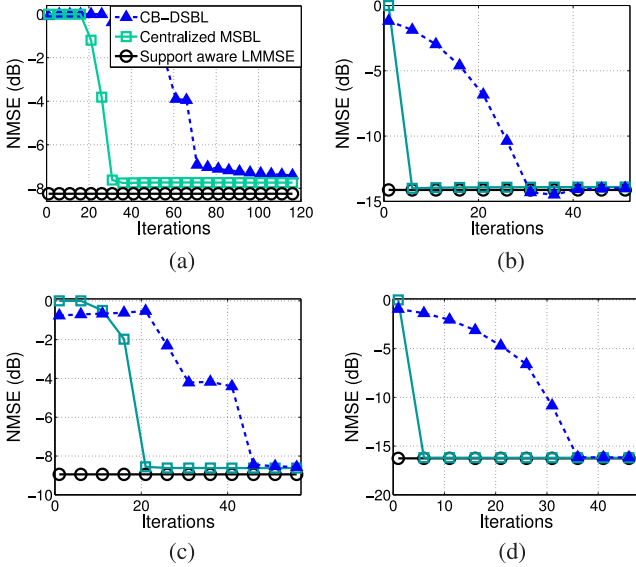 CB−DSBL
Centralized MSBL
Support aware LMMSE
0
−2
−4
−6
−8
NMSE (dB)
0 20 40 60 80 100 120
Iterations
(a)
0
−5
−10
−15
NMSE (dB)
0 20 40
Iterations
(b)
0
−2
−4
−6
−8
−10
NMSE (dB)
0 20 40
Iterations
(c)
0
−5
−10
−15
−20
NMSE (dB)
0 10 20 30 40
Iterations
(d)